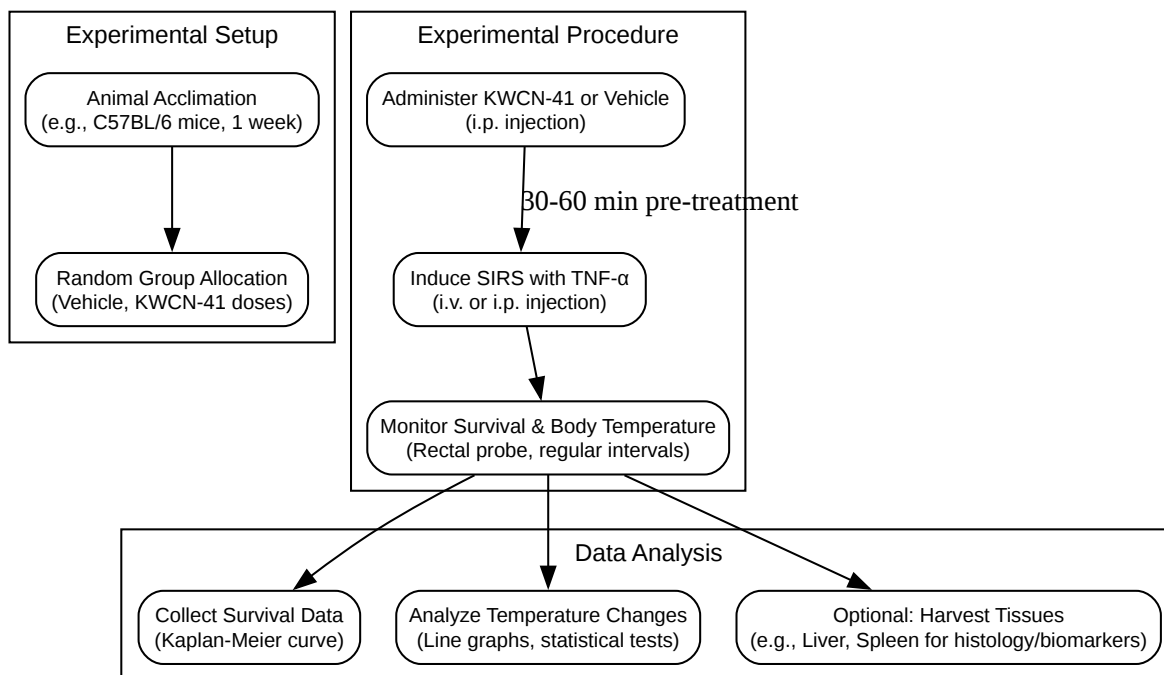 Experimental Setup
Animal Acclimation
(e.g., C57BL/6 mice, 1 week)
Random Group Allocation
(Vehicle, KWCN-41 doses)
Experimental Procedure
Administer KWCN-41 or Vehicle
(i.p. injection)
30-60 min pre-treatment
Induce SIRS with TNF-α
(i.v. or i.p. injection)
Monitor Survival & Body Temperature
(Rectal probe, regular intervals)
Data Analysis
Collect Survival Data
(Kaplan-Meier curve)
Analyze Temperature Changes
(Line graphs, statistical tests)
Optional: Harvest Tissues
(e.g., Liver, Spleen for histology/biomarkers)